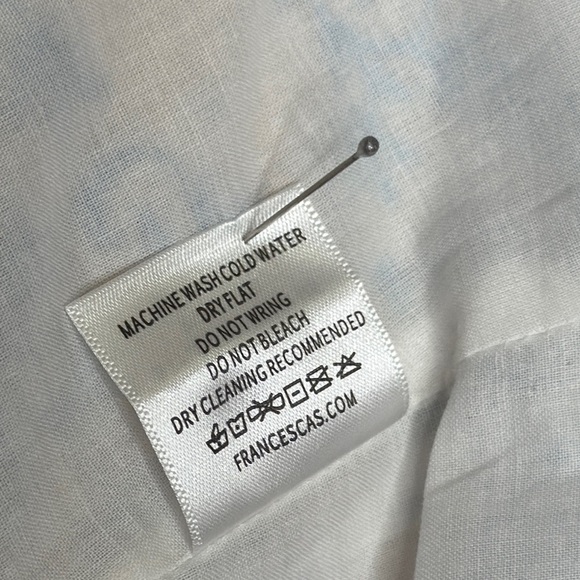 MACHINE WASH COLD WATER
DRY FLAT
DO NOT WRING
DO NOT BLEACH
DRY CLEANING RECOMMENDED
FRANCESCAS.COM